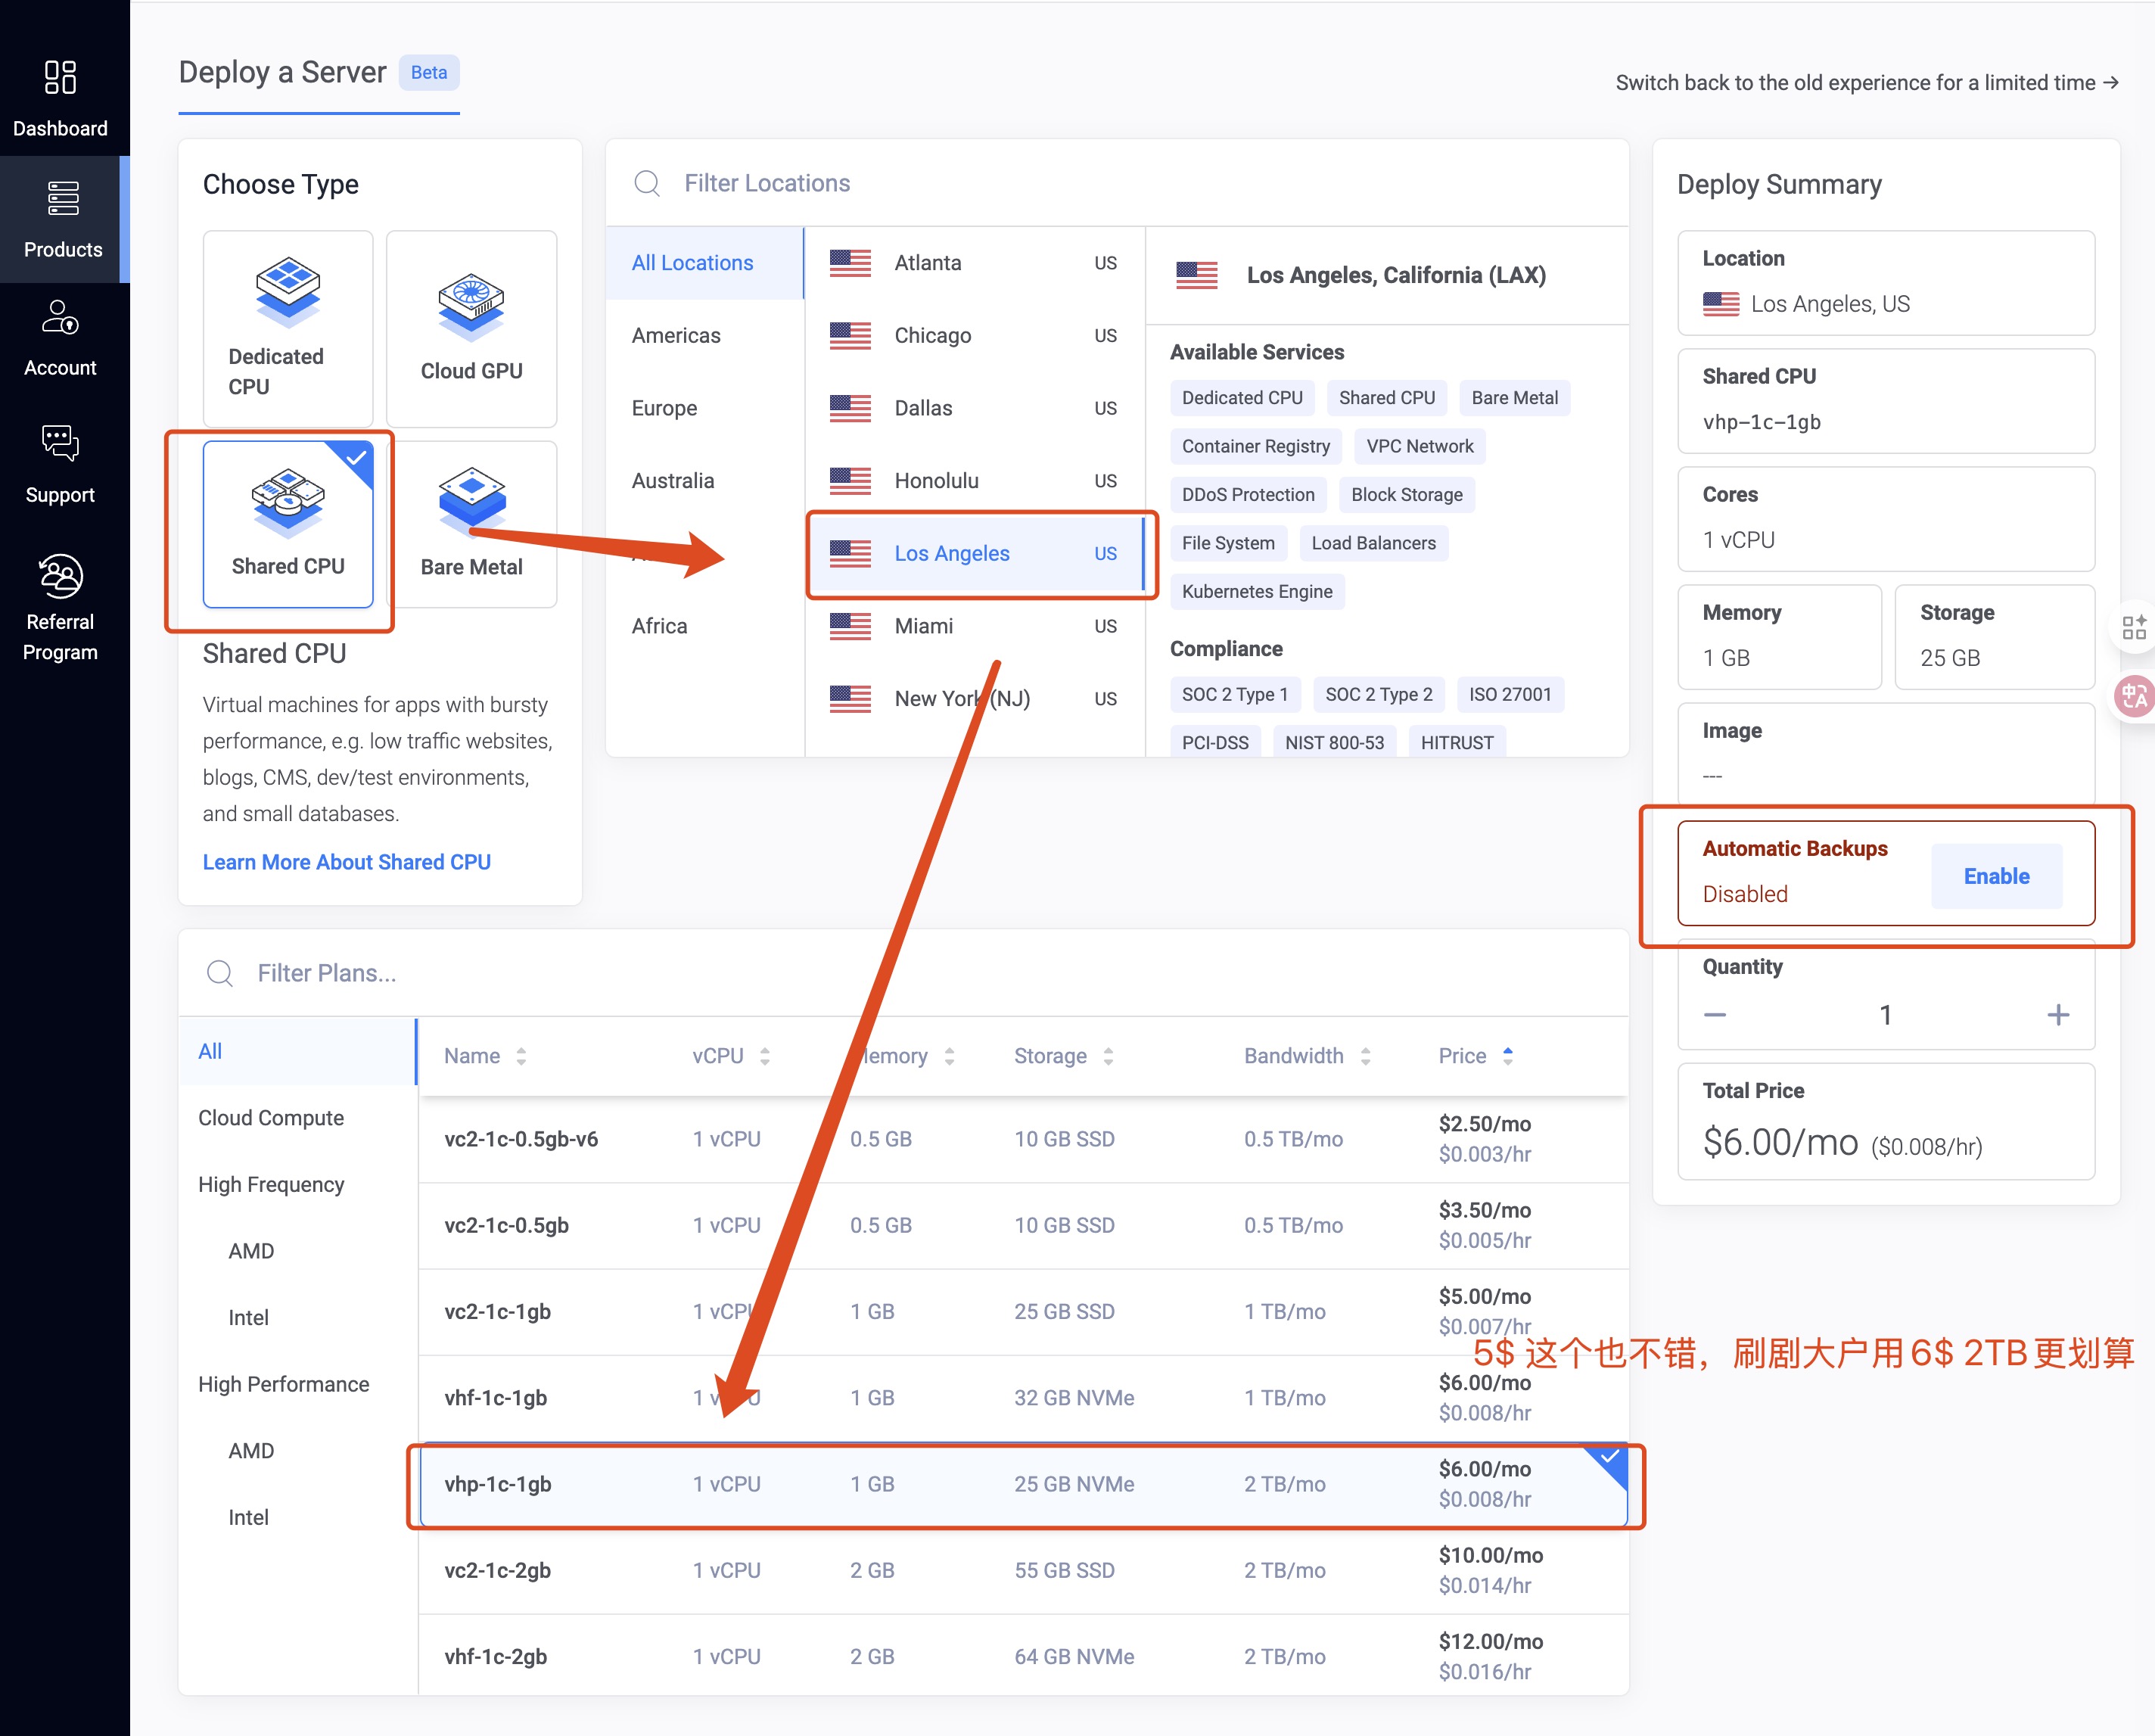 Dashboard
Products
Account
Support
Referral
Program
Deploy a Server
Beta
Switch back to the old experience for a limited time →
Choose Type
Dedicated
CPU
Cloud GPU
Shared CPU
Bare Metal
Shared CPU
Virtual machines for apps with bursty
performance, e.g. low traffic websites,
blogs, CMS, dev/test environments,
and small databases.
Learn More About Shared CPU
Filter Locations
All Locations
Americas
Europe
Australia
Africa
Atlanta US
Chicago US
Dallas US
Honolulu US
Los Angeles US
Miami US
New York (NJ) US
Los Angeles, California (LAX)
Available Services
Dedicated CPU Shared CPU Bare Metal
Container Registry VPC Network
DDoS Protection Block Storage
File System Load Balancers
Kubernetes Engine
Compliance
SOC 2 Type 1 SOC 2 Type 2 ISO 27001
PCI-DSS NIST 800-53 HITRUST
Deploy Summary
Location
Los Angeles, US
Shared CPU
vhp-1c-1gb
Cores
1 vCPU
Memory
1 GB
Storage
25 GB
Image
---
Automatic Backups
Disabled
Enable
Quantity
− 1 +
Total Price
$6.00/mo ($0.008/hr)
中A
Filter Plans...
All
Cloud Compute
High Frequency
AMD
Intel
High Performance
AMD
Intel
Name vCPU Memory Storage Bandwidth Price
vc2-1c-0.5gb-v6 1 vCPU 0.5 GB 10 GB SSD 0.5 TB/mo $2.50/mo
$0.003/hr
vc2-1c-0.5gb 1 vCPU 0.5 GB 10 GB SSD 0.5 TB/mo $3.50/mo
$0.005/hr
vc2-1c-1gb 1 vCPU 1 GB 25 GB SSD 1 TB/mo $5.00/mo
$0.007/hr
5$ 这个也不错，刷剧大户用6$ 2TB更划算
vhf-1c-1gb 1 vCPU 1 GB 32 GB NVMe 1 TB/mo $6.00/mo
$0.008/hr
vhp-1c-1gb 1 vCPU 1 GB 25 GB NVMe 2 TB/mo $6.00/mo
$0.008/hr
vc2-1c-2gb 1 vCPU 2 GB 55 GB SSD 2 TB/mo $10.00/mo
$0.014/hr
vhf-1c-2gb 1 vCPU 2 GB 64 GB NVMe 2 TB/mo $12.00/mo
$0.016/hr